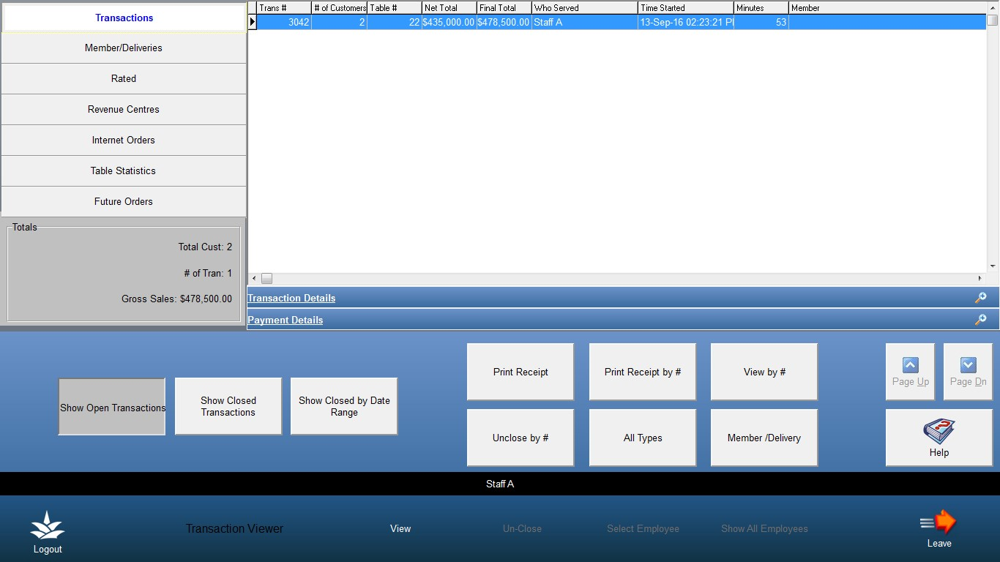 Transactions
Member/Deliveries
Rated
Revenue Centres
Internet Orders
Table Statistics
Future Orders
Totals
Total Cust: 2
# of Tran: 1
Gross Sales: $478,500.00
Trans # # of Customers Table # Net Total Final Total Who Served Time Started Minutes Member
3042 2 22 $435,000.00 $478,500.00 Staff A 13-Sep-16 02:23:21 P 53
Transaction Details
Payment Details
Show Open Transactions
Show Closed
Transactions
Show Closed by Date
Range
Print Receipt
Print Receipt by #
View by #
Unclose by #
All Types
Member /Delivery
Page Up
Page Dn
Help
Staff A
Logout
Transaction Viewer
View
Un-Close
Select Employee
Show All Employees
Leave